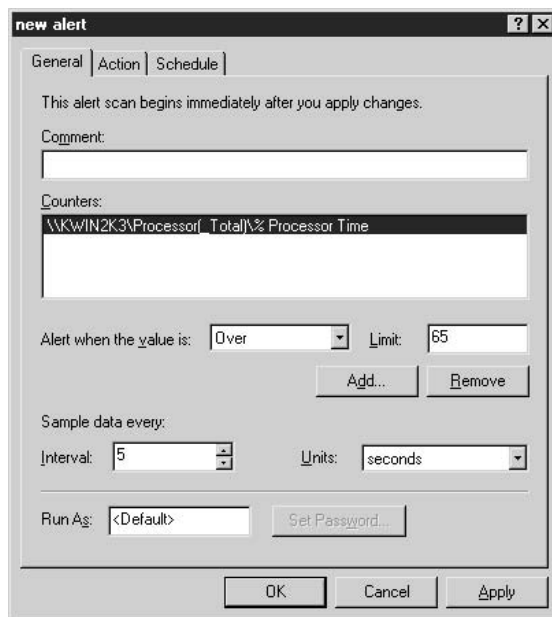 new alert
General Action Schedule
This alert scan begins immediately after you apply changes.
Comment:
Counters:
\\KWIN2K3\Processor(_Total)\% Processor Time
Alert when the value is: Over Limit: 65
Add... Remove
Sample data every:
Interval: 5 Units: seconds
Run As: <Default> Set Password...
OK Cancel Apply